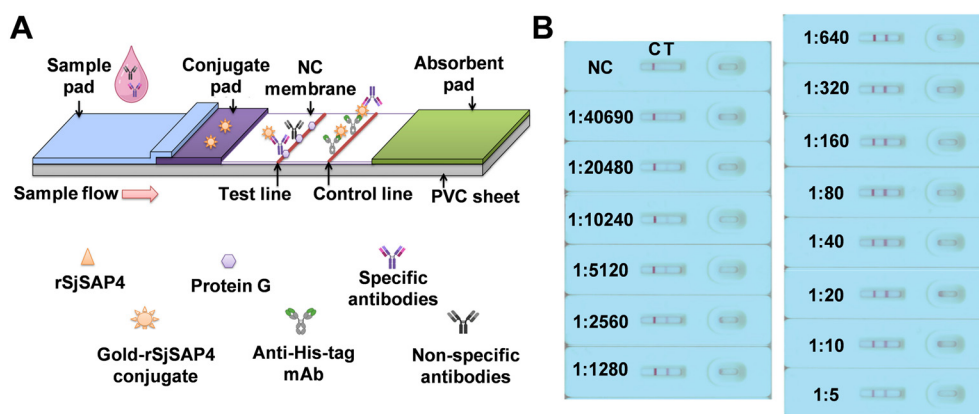 A
Sample
pad
Conjugate
pad
NC
membrane
Absorbent
pad
Sample flow
Test line
Control line
PVC sheet
rSjSAP4
Protein G
Specific
antibodies
Gold-rSjSAP4
conjugate
Anti-His-tag
mAb
Non-specific
antibodies
B
C T
NC
1:40690
1:20480
1:10240
1:5120
1:2560
1:1280
1:640
1:320
1:160
1:80
1:40
1:20
1:10
1:5